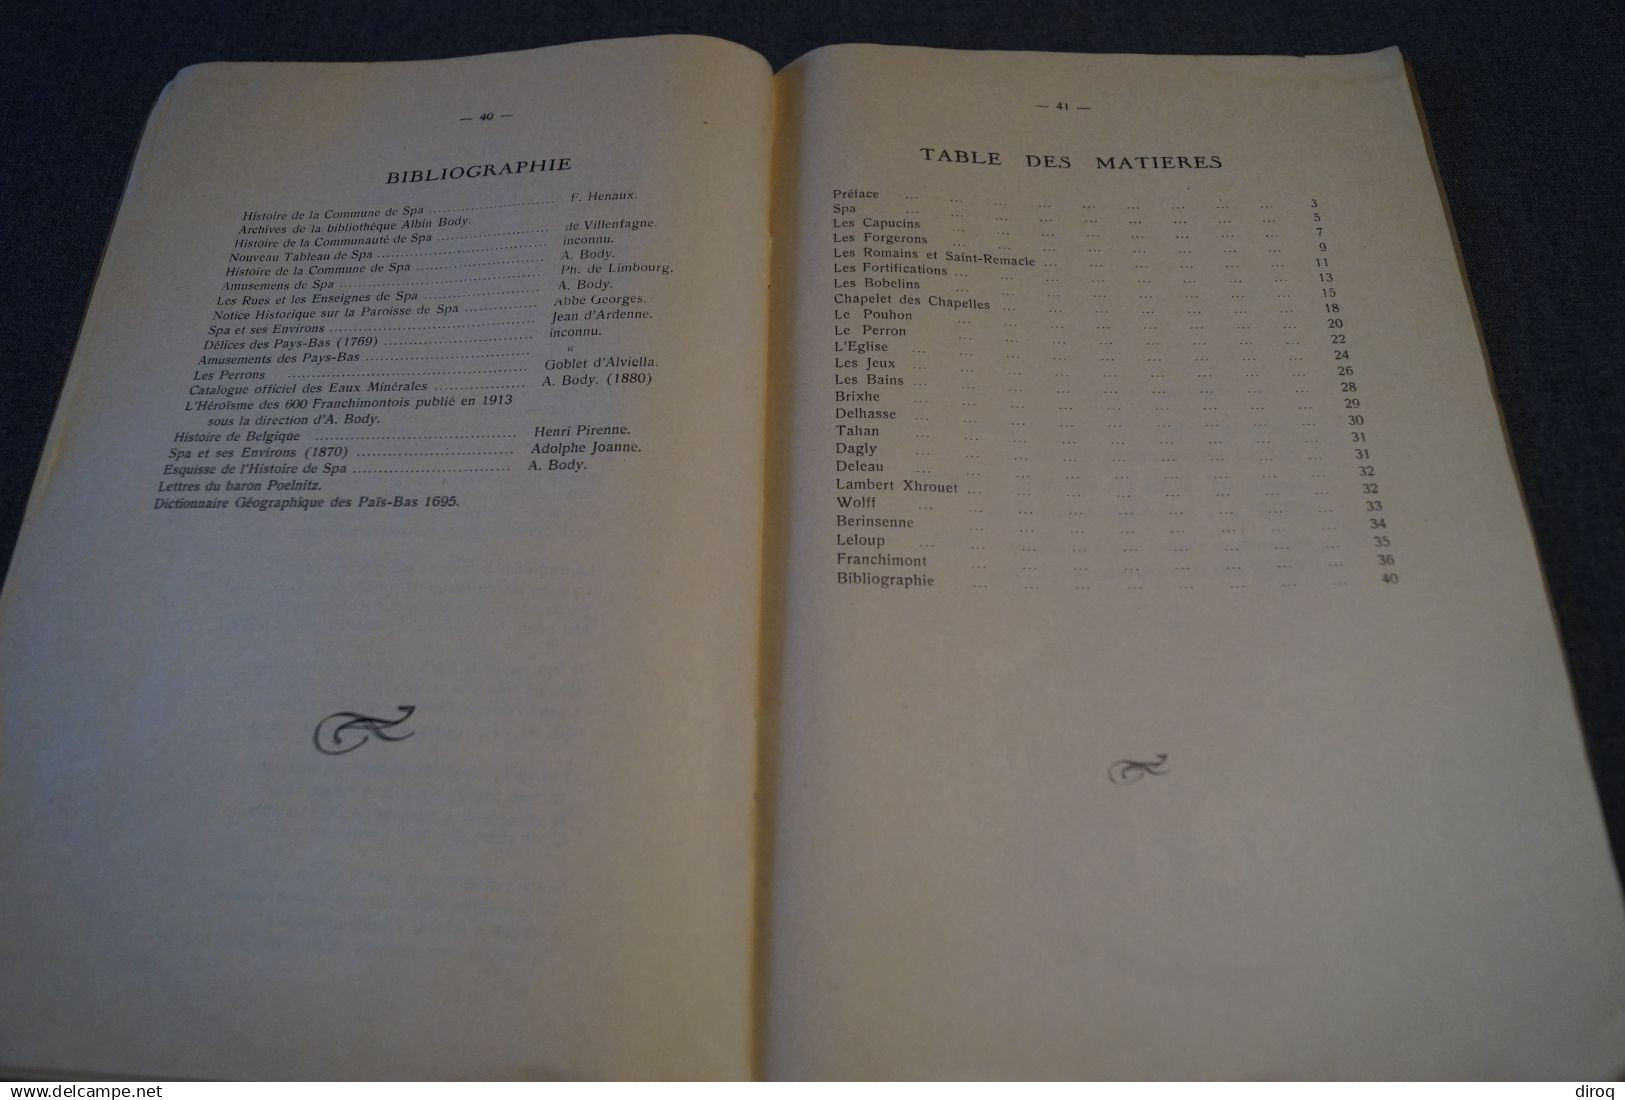 — 40 —
BIBLIOGRAPHIE
Histoire de la Commune de Spa ........................... F. Henaux.
Archives de la bibliothèque Albin Body.
Histoire de la Communauté de Spa ........................ de Villenfagne.
Nouveau Tableau de Spa .................................... inconnu.
Histoire de la Commune de Spa ........................... A. Body.
Amusemens de Spa .......................................... Ph. de Limbourg.
Les Rues et les Enseignes de Spa ........................ A. Body.
Notice Historique sur la Paroisse de Spa ............... Abbé Georges.
Spa et ses Environs .......................................... Jean d'Ardenne.
Délices des Pays-Bas (1769) ................................ inconnu.
Amusements des Pays-Bas ................................... «
Les Perrons ................................................ Goblet d'Alviella.
Catalogue officiel des Eaux Minérales .................. A. Body. (1880)
L'Héroïsme des 600 Franchimontois publié en 1913
sous la direction d'A. Body.
Histoire de Belgique ....................................... Henri Pirenne.
Spa et ses Environs (1870) ................................ Adolphe Joanne.
Esquisse de l'Histoire de Spa ............................. A. Body.
Lettres du baron Poelnitz.
Dictionnaire Géographique des Païs-Bas 1695.
— 41 —
TABLE DES MATIERES
Préface ... ... ... ... ... ... ... ... ... 3
Spa ... ... ... ... ... ... ... ... ... 5
Les Capucins ... ... ... ... ... ... ... ... 7
Les Forgerons ... ... ... ... ... ... ... ... 9
Les Romains et Saint-Remacle ... ... ... ... ... ... 11
Les Fortifications ... ... ... ... ... ... ... ... 13
Les Bobelins ... ... ... ... ... ... ... ... 15
Chapelet des Chapelles ... ... ... ... ... ... ... 18
Le Pouhon ... ... ... ... ... ... ... ... 20
Le Perron ... ... ... ... ... ... ... ... 22
L'Eglise ... ... ... ... ... ... ... ... ... 24
Les Jeux ... ... ... ... ... ... ... ... ... 26
Les Bains ... ... ... ... ... ... ... ... ... 28
Brixhe ... ... ... ... ... ... ... ... ... 29
Delhasse ... ... ... ... ... ... ... ... ... 30
Tahan ... ... ... ... ... ... ... ... ... 31
Dagly ... ... ... ... ... ... ... ... ... 31
Deleau ... ... ... ... ... ... ... ... ... 32
Lambert Xhrouet ... ... ... ... ... ... ... ... 32
Wolff ... ... ... ... ... ... ... ... ... 33
Berinsenne ... ... ... ... ... ... ... ... 34
Leloup ... ... ... ... ... ... ... ... ... 35
Franchimont ... ... ... ... ... ... ... ... 36
Bibliographie ... ... ... ... ... ... ... ... 40
www.delcampe.net
diroq